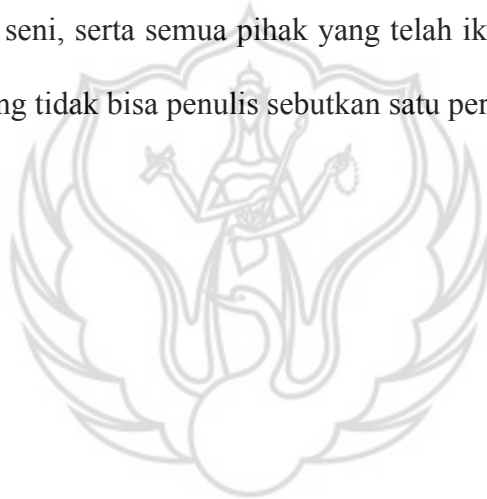 seni, serta semua pihak yang telah ik
ng tidak bisa penulis sebutkan satu per